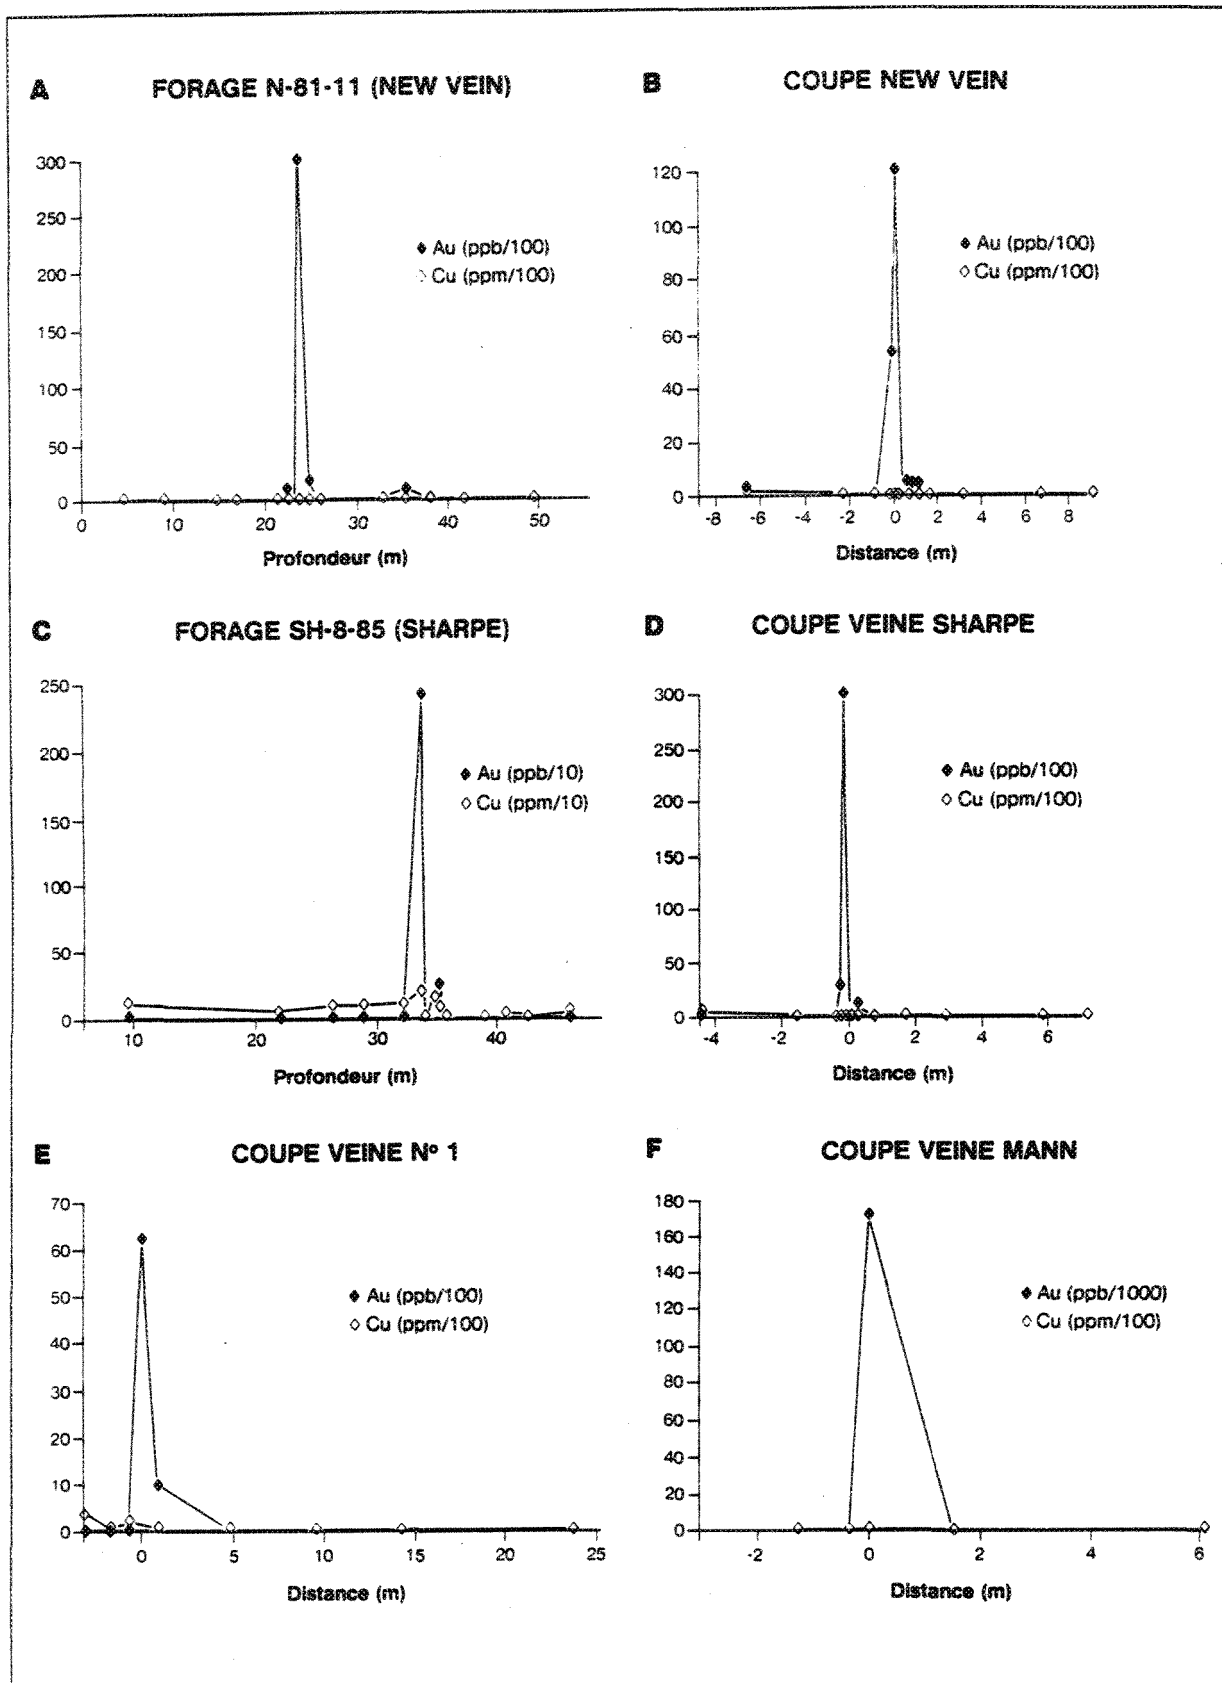 A FORAGE N-81-11 (NEW VEIN)
300
250
200
150
100
50
0
Au (ppb/100)
Cu (ppm/100)
0 10 20 30 40 50
Profondeur (m)
B COUPE NEW VEIN
120
100
80
60
40
20
0
Au (ppb/100)
Cu (ppm/100)
-8 -6 -4 -2 0 2 4 6 8
Distance (m)
C FORAGE SH-8-85 (SHARPE)
250
200
150
100
50
0
Au (ppb/10)
Cu (ppm/10)
10 20 30 40
Profondeur (m)
D COUPE VEINE SHARPE
300
250
300
150
100
50
0
Au (ppb/100)
Cu (ppm/100)
-4 -2 0 2 4 6
Distance (m)
E COUPE VEINE Nº 1
70
60
50
40
30
20
10
0
Au (ppb/100)
Cu (ppm/100)
0 5 10 15 20 25
Distance (m)
F COUPE VEINE MANN
180
160
140
120
180
100
80
60
40
20
0
Au (ppb/1000)
Cu (ppm/100)
-2 0 2 4 6
Distance (m)